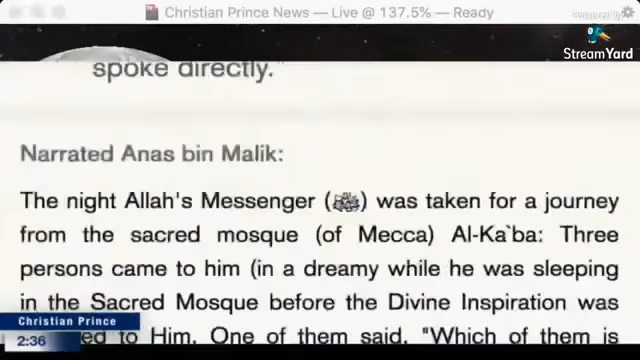 Christian Prince News — Live @ 137.5% — Ready
Powered by
StreamYard
spoke directly."
Narrated Anas bin Malik:
The night Allah's Messenger (ﷺ) was taken for a journey
from the sacred mosque (of Mecca) Al-Ka`ba: Three
persons came to him (in a dreamy while he was sleeping
in the Sacred Mosque before the Divine Inspiration was
ed to Him. One of them said, "Which of them is
Christian Prince
2:36